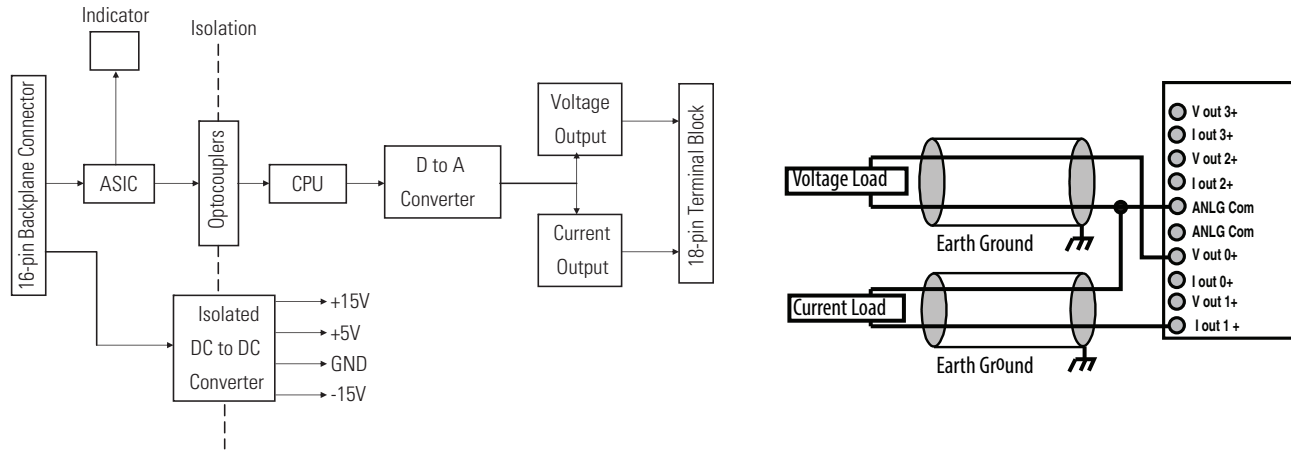 Indicator
Isolation
16-pin Backplane Connector
ASIC
Optocouplers
CPU
D to A
Converter
Voltage
Output
Current
Output
18-pin Terminal Block
Isolated
DC to DC
Converter
+15V
+5V
GND
-15V
Voltage Load
Earth Ground
Current Load
Earth Ground
V out 3+
I out 3+
V out 2+
I out 2+
ANLG Com
ANLG Com
V out 0+
I out 0+
V out 1+
I out 1 +